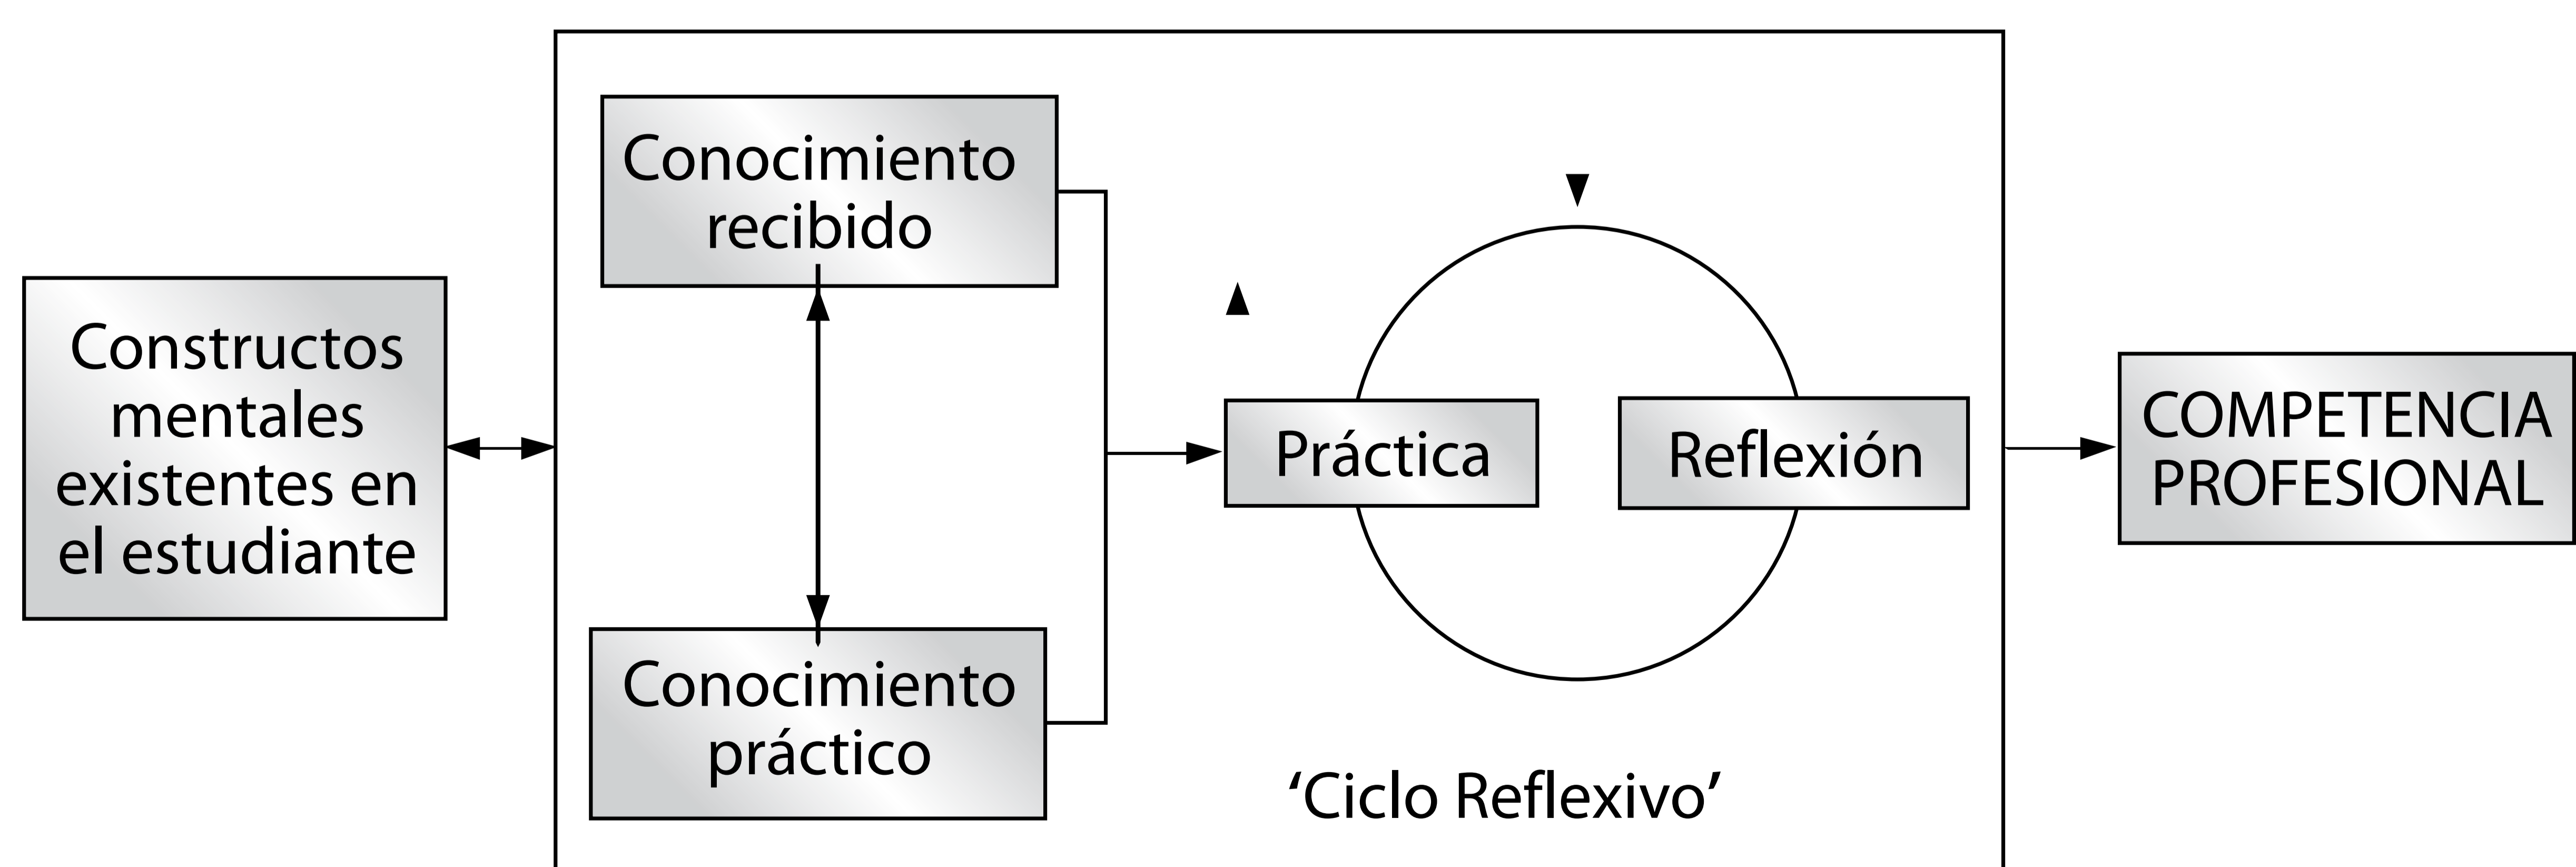 Constructos
mentales
existentes en
el estudiante
Conocimiento
recibido
Conocimiento
práctico
Práctica
Reflexión
‘Ciclo Reflexivo’
COMPETENCIA
PROFESIONAL